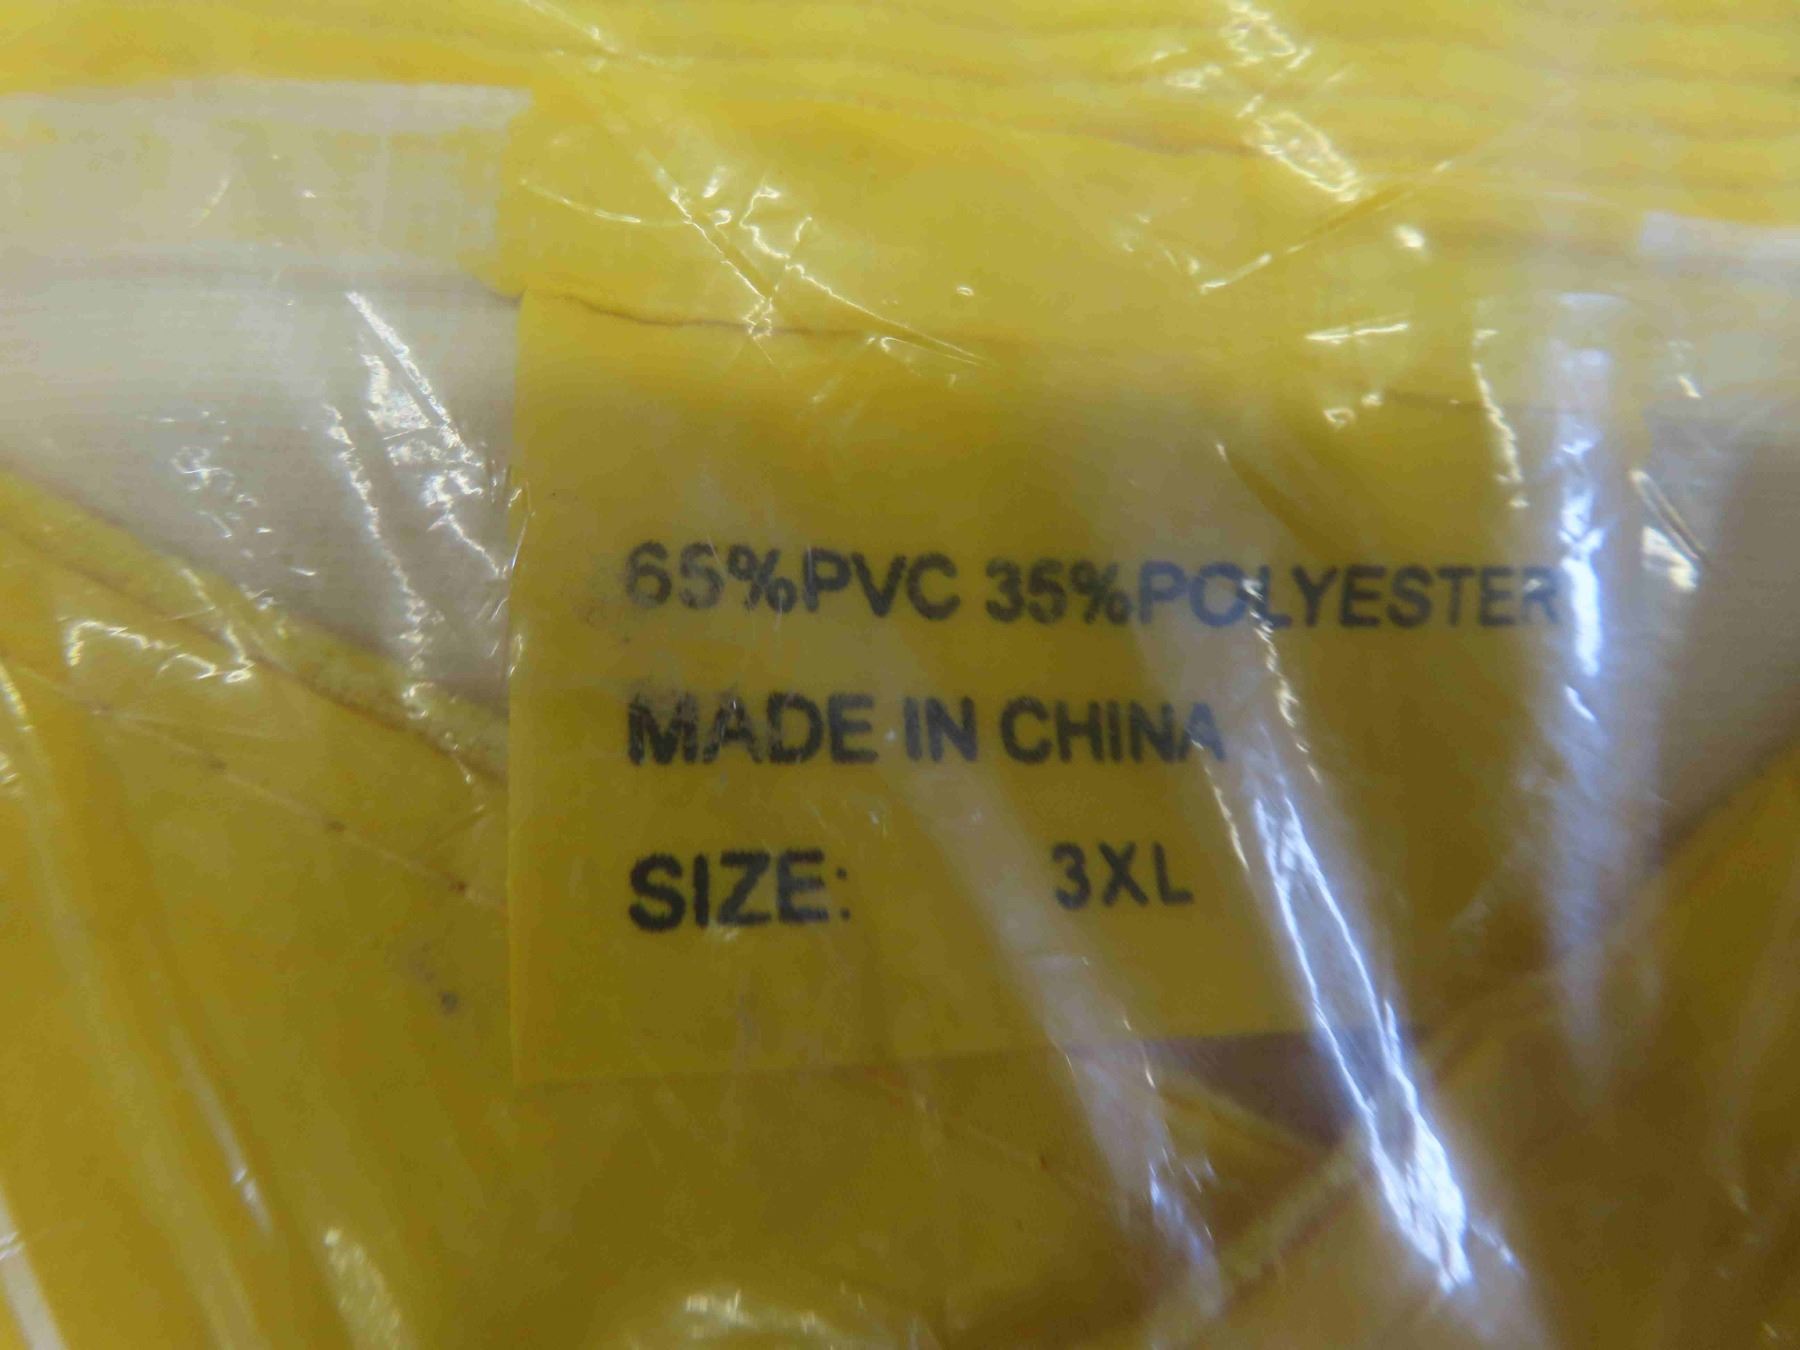 65%PVC 35%POLYESTER
MADE IN CHINA
SIZE: 3XL